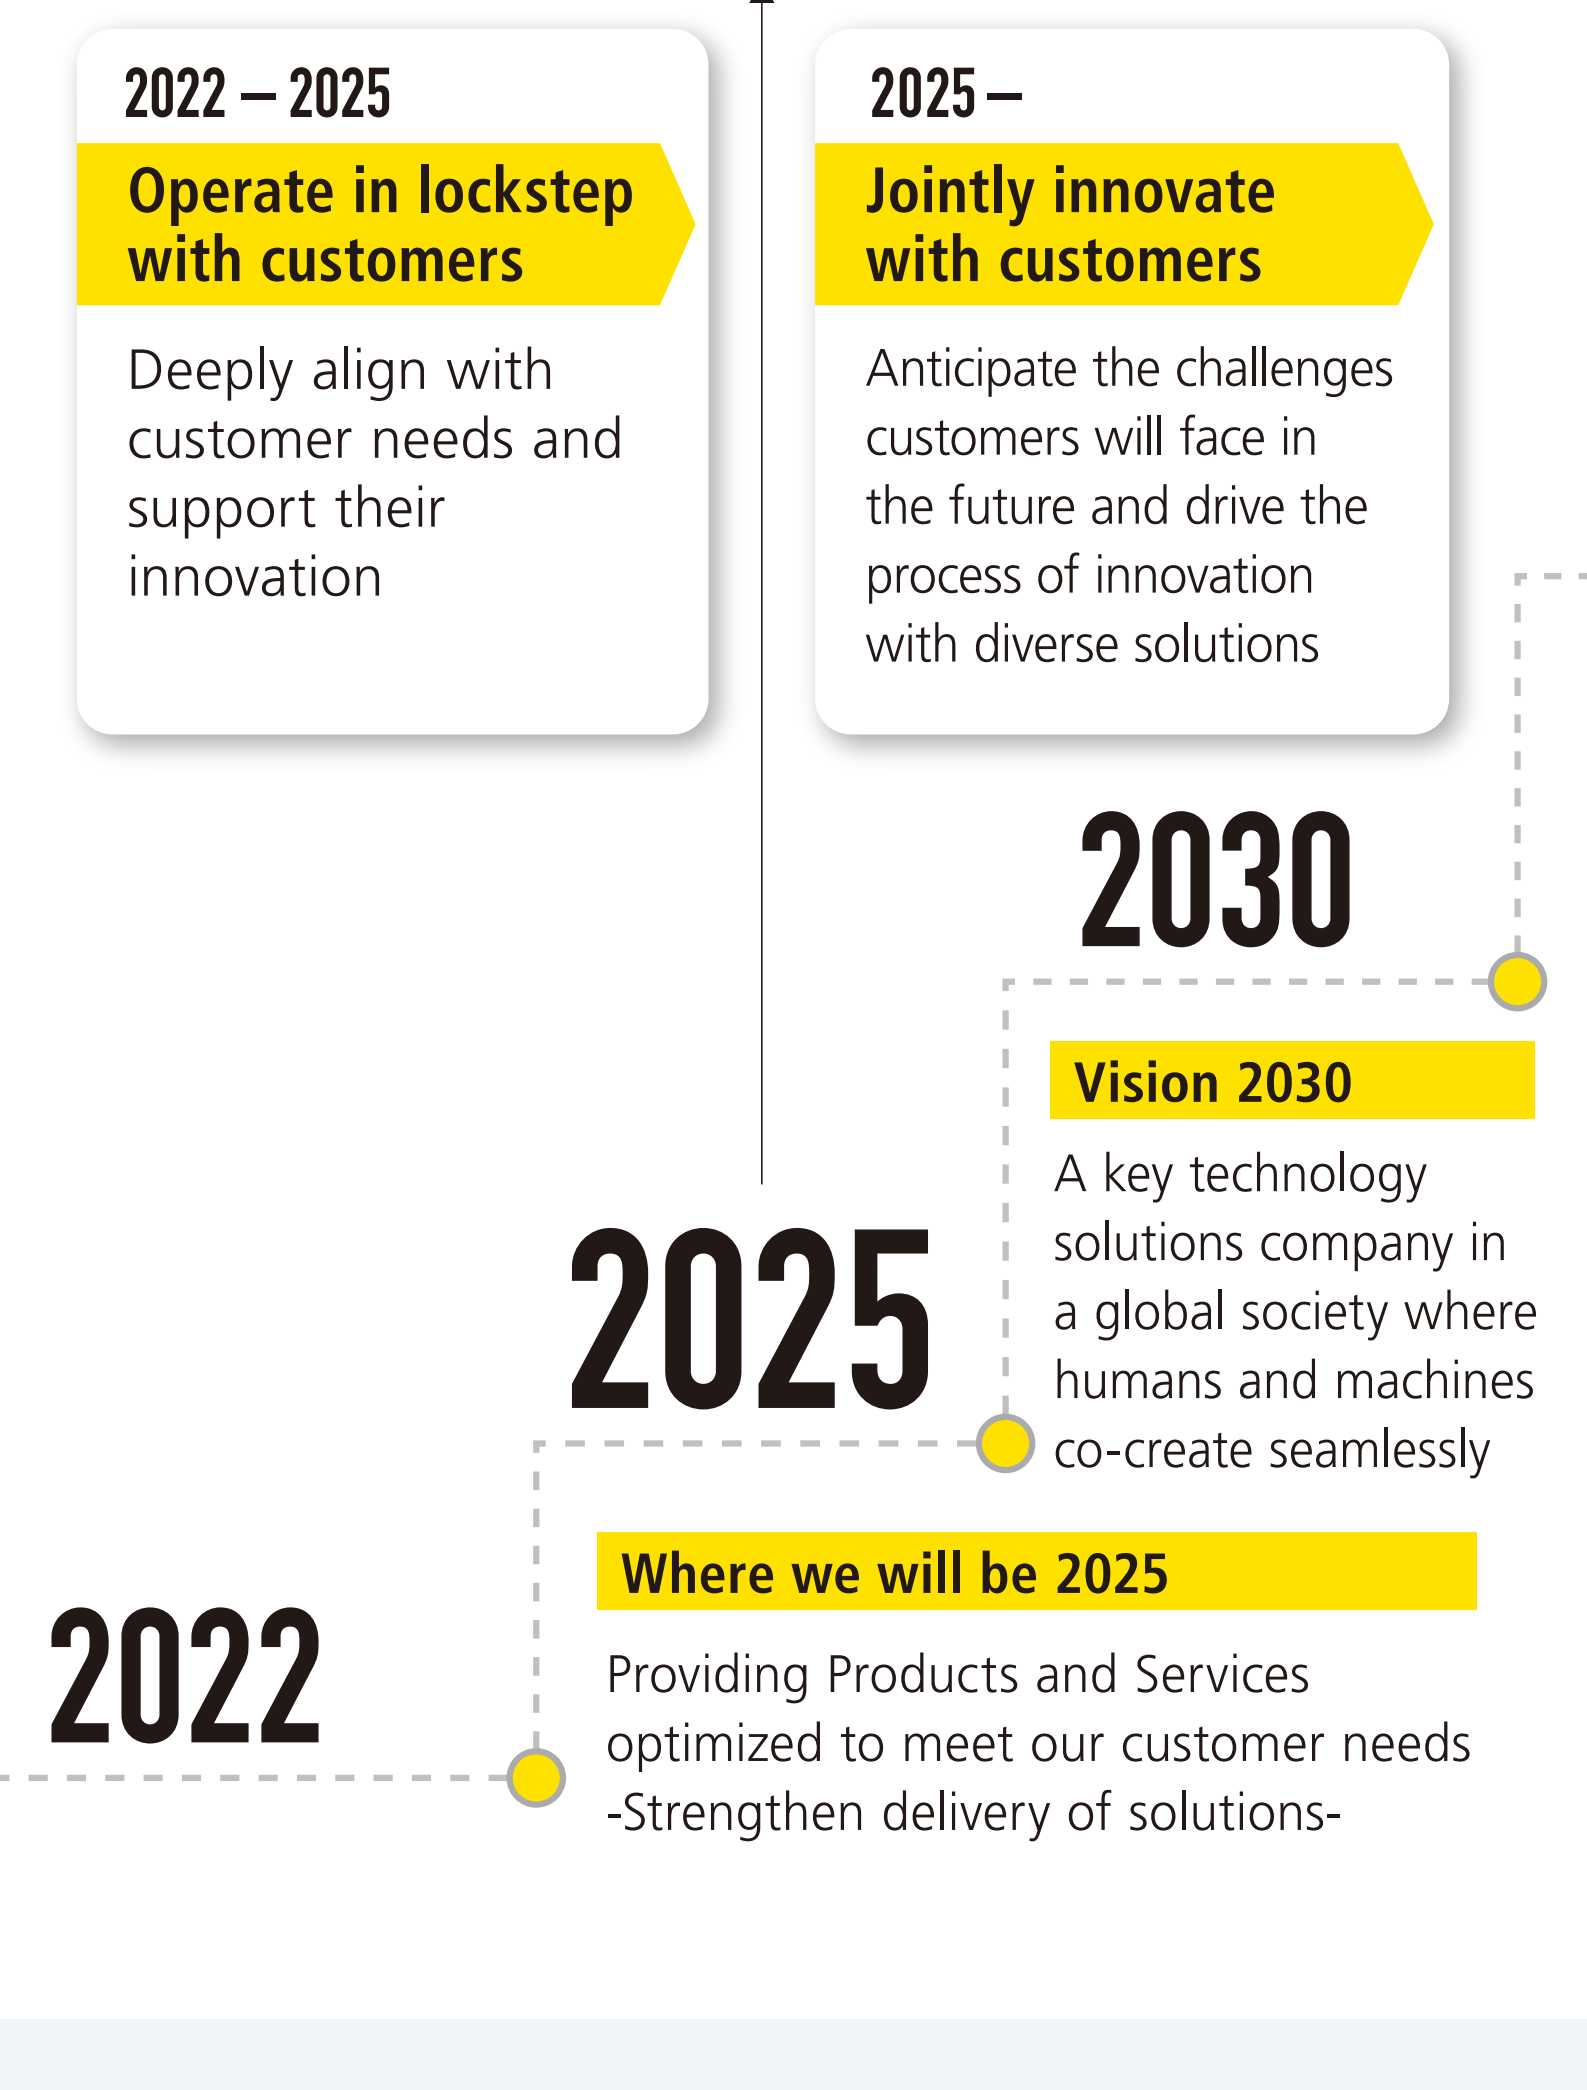 2022 – 2025
Operate in lockstep
with customers
Deeply align with
customer needs and
support their
innovation
2025 –
Jointly innovate
with customers
Anticipate the challenges
customers will face in
the future and drive the
process of innovation
with diverse solutions
2030
Vision 2030
A key technology
solutions company in
a global society where
humans and machines
co-create seamlessly
2025
Where we will be 2025
Providing Products and Services
optimized to meet our customer needs
-Strengthen delivery of solutions-
2022